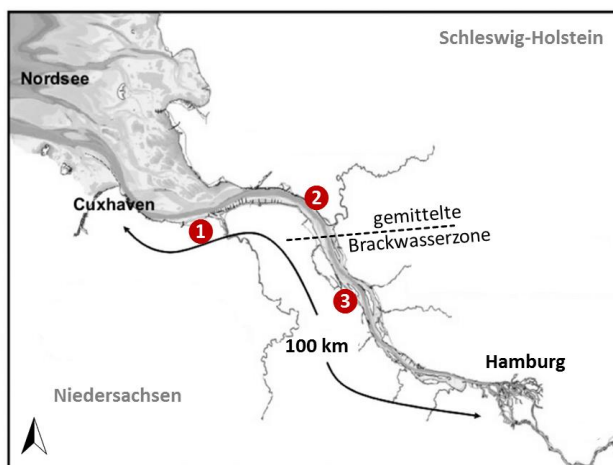 Schleswig-Holstein
Nordsee
Cuxhaven
2
gemittelte
1
Brackwasserzone
3
100 km
Hamburg
Niedersachsen